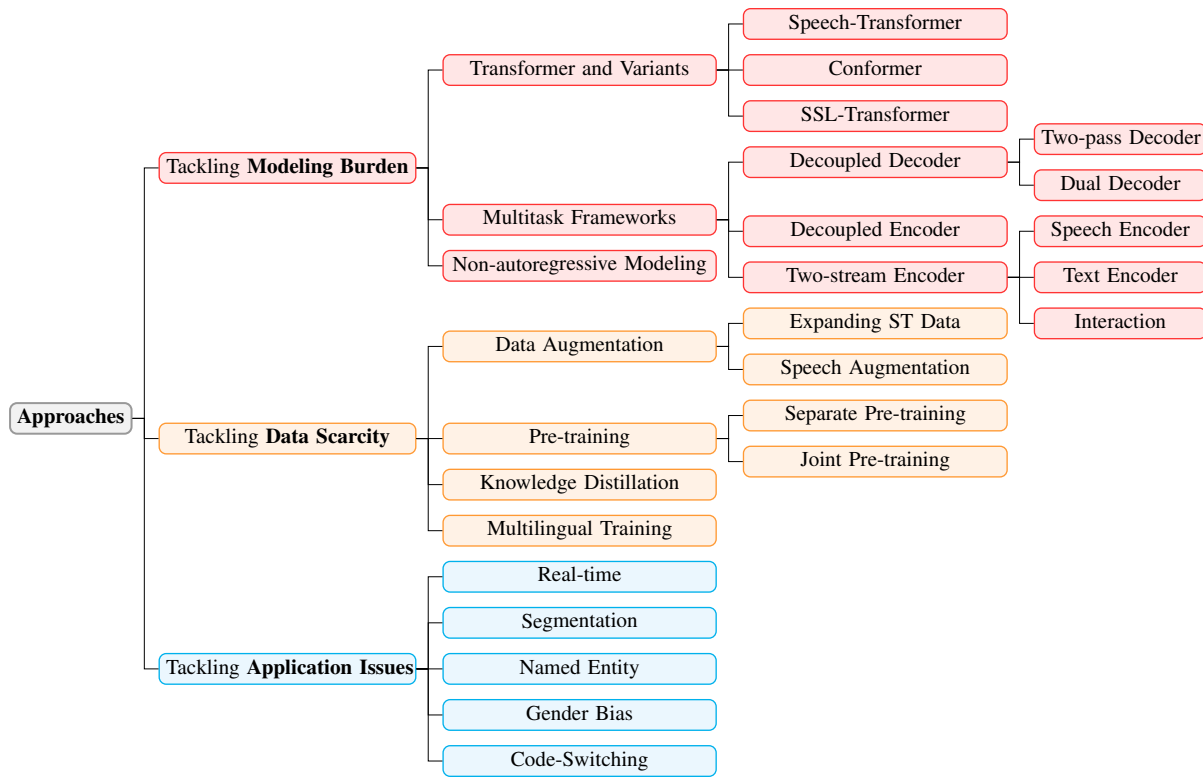 Approaches
Tackling Modeling Burden
Transformer and Variants
Speech-Transformer
Conformer
SSL-Transformer
Multitask Frameworks
Decoupled Decoder
Two-pass Decoder
Dual Decoder
Decoupled Encoder
Two-stream Encoder
Speech Encoder
Text Encoder
Interaction
Non-autoregressive Modeling
Tackling Data Scarcity
Data Augmentation
Expanding ST Data
Speech Augmentation
Pre-training
Separate Pre-training
Joint Pre-training
Knowledge Distillation
Multilingual Training
Tackling Application Issues
Real-time
Segmentation
Named Entity
Gender Bias
Code-Switching